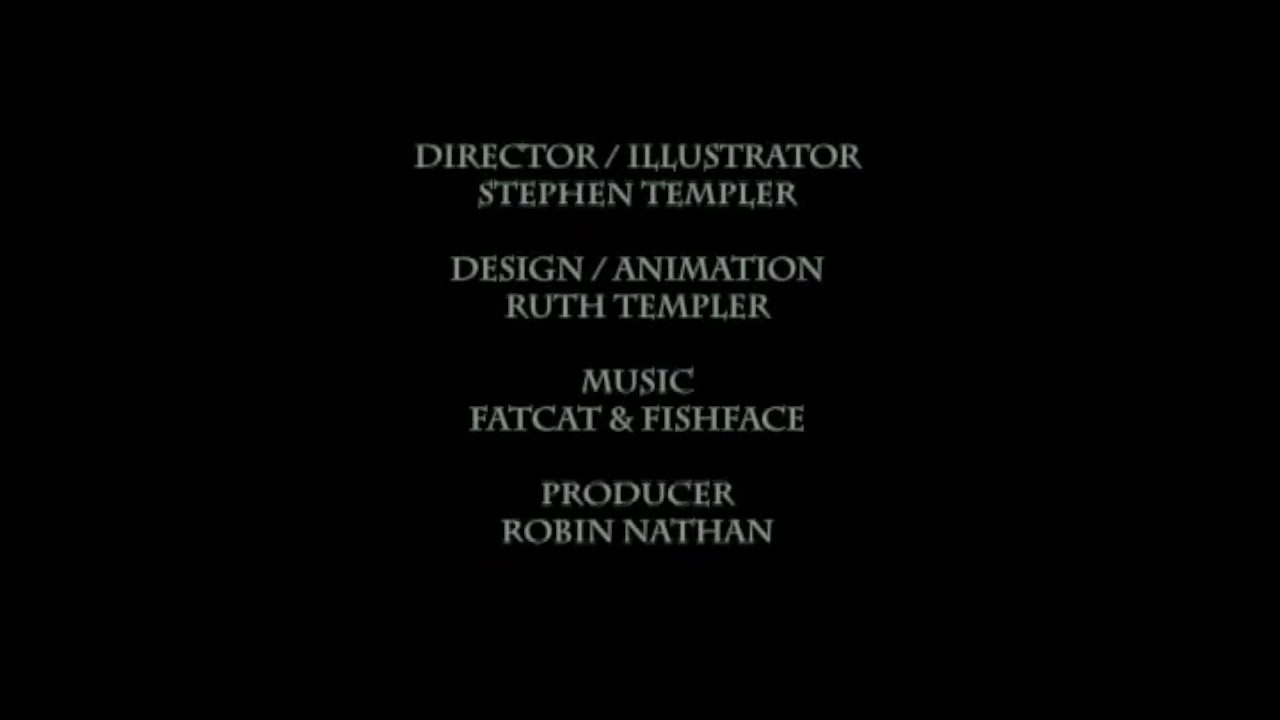 DIRECTOR / ILLUSTRATOR
STEPHEN TEMPLER
DESIGN / ANIMATION
RUTH TEMPLER
MUSIC
FATCAT & FISHFACE
PRODUCER
ROBIN NATHAN